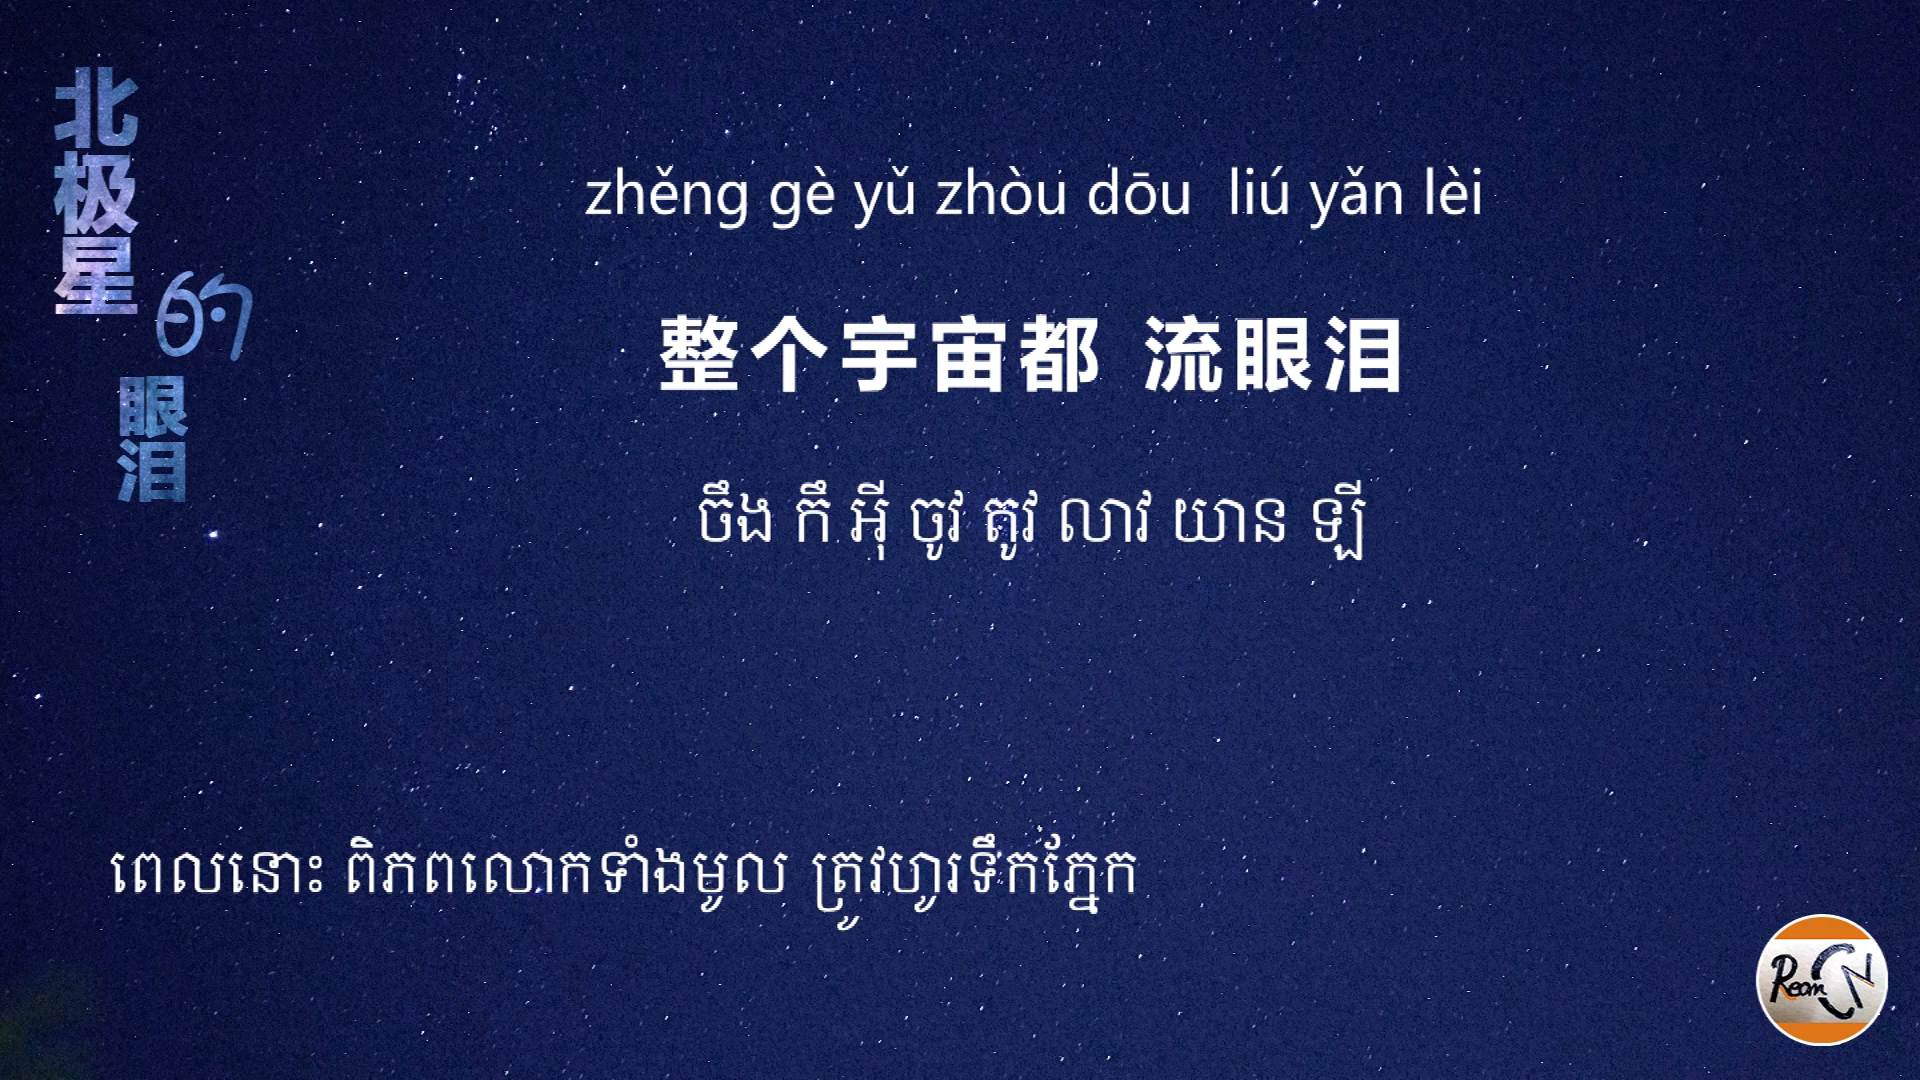 北极星
的
眼泪
zhěng gè yǔ zhòu dōu liú yǎn lèi
整个宇宙都 流眼泪
ចឹង កឹ អ៊ី ចូវ តូវ លាវ យាន ឡី
ពេលនោះ ពិភពលោកទាំងមូល ត្រូវហូរទឹកភ្នែក
Ream CN